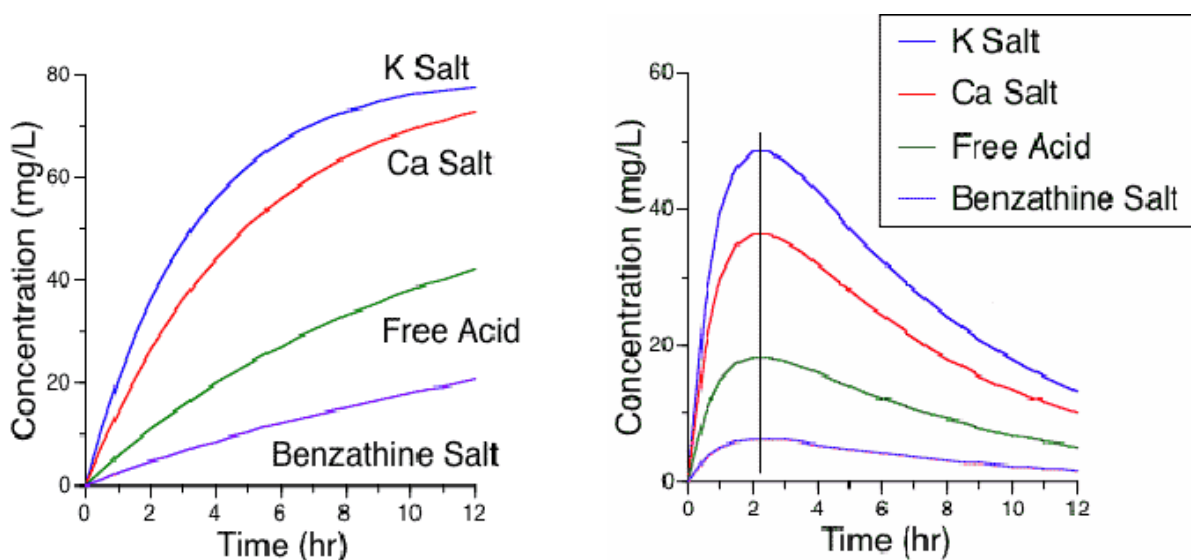 K Salt
80
Ca Salt
60
40
Free Acid
20
Benzathine Salt
0
0 2 4 6 8 10 12
Time (hr)
Concentration (mg/L)
K Salt
Ca Salt
Free Acid
Benzathine Salt
60
40
20
0
0 2 4 6 8 10 12
Time (hr)
Concentration (mg/L)